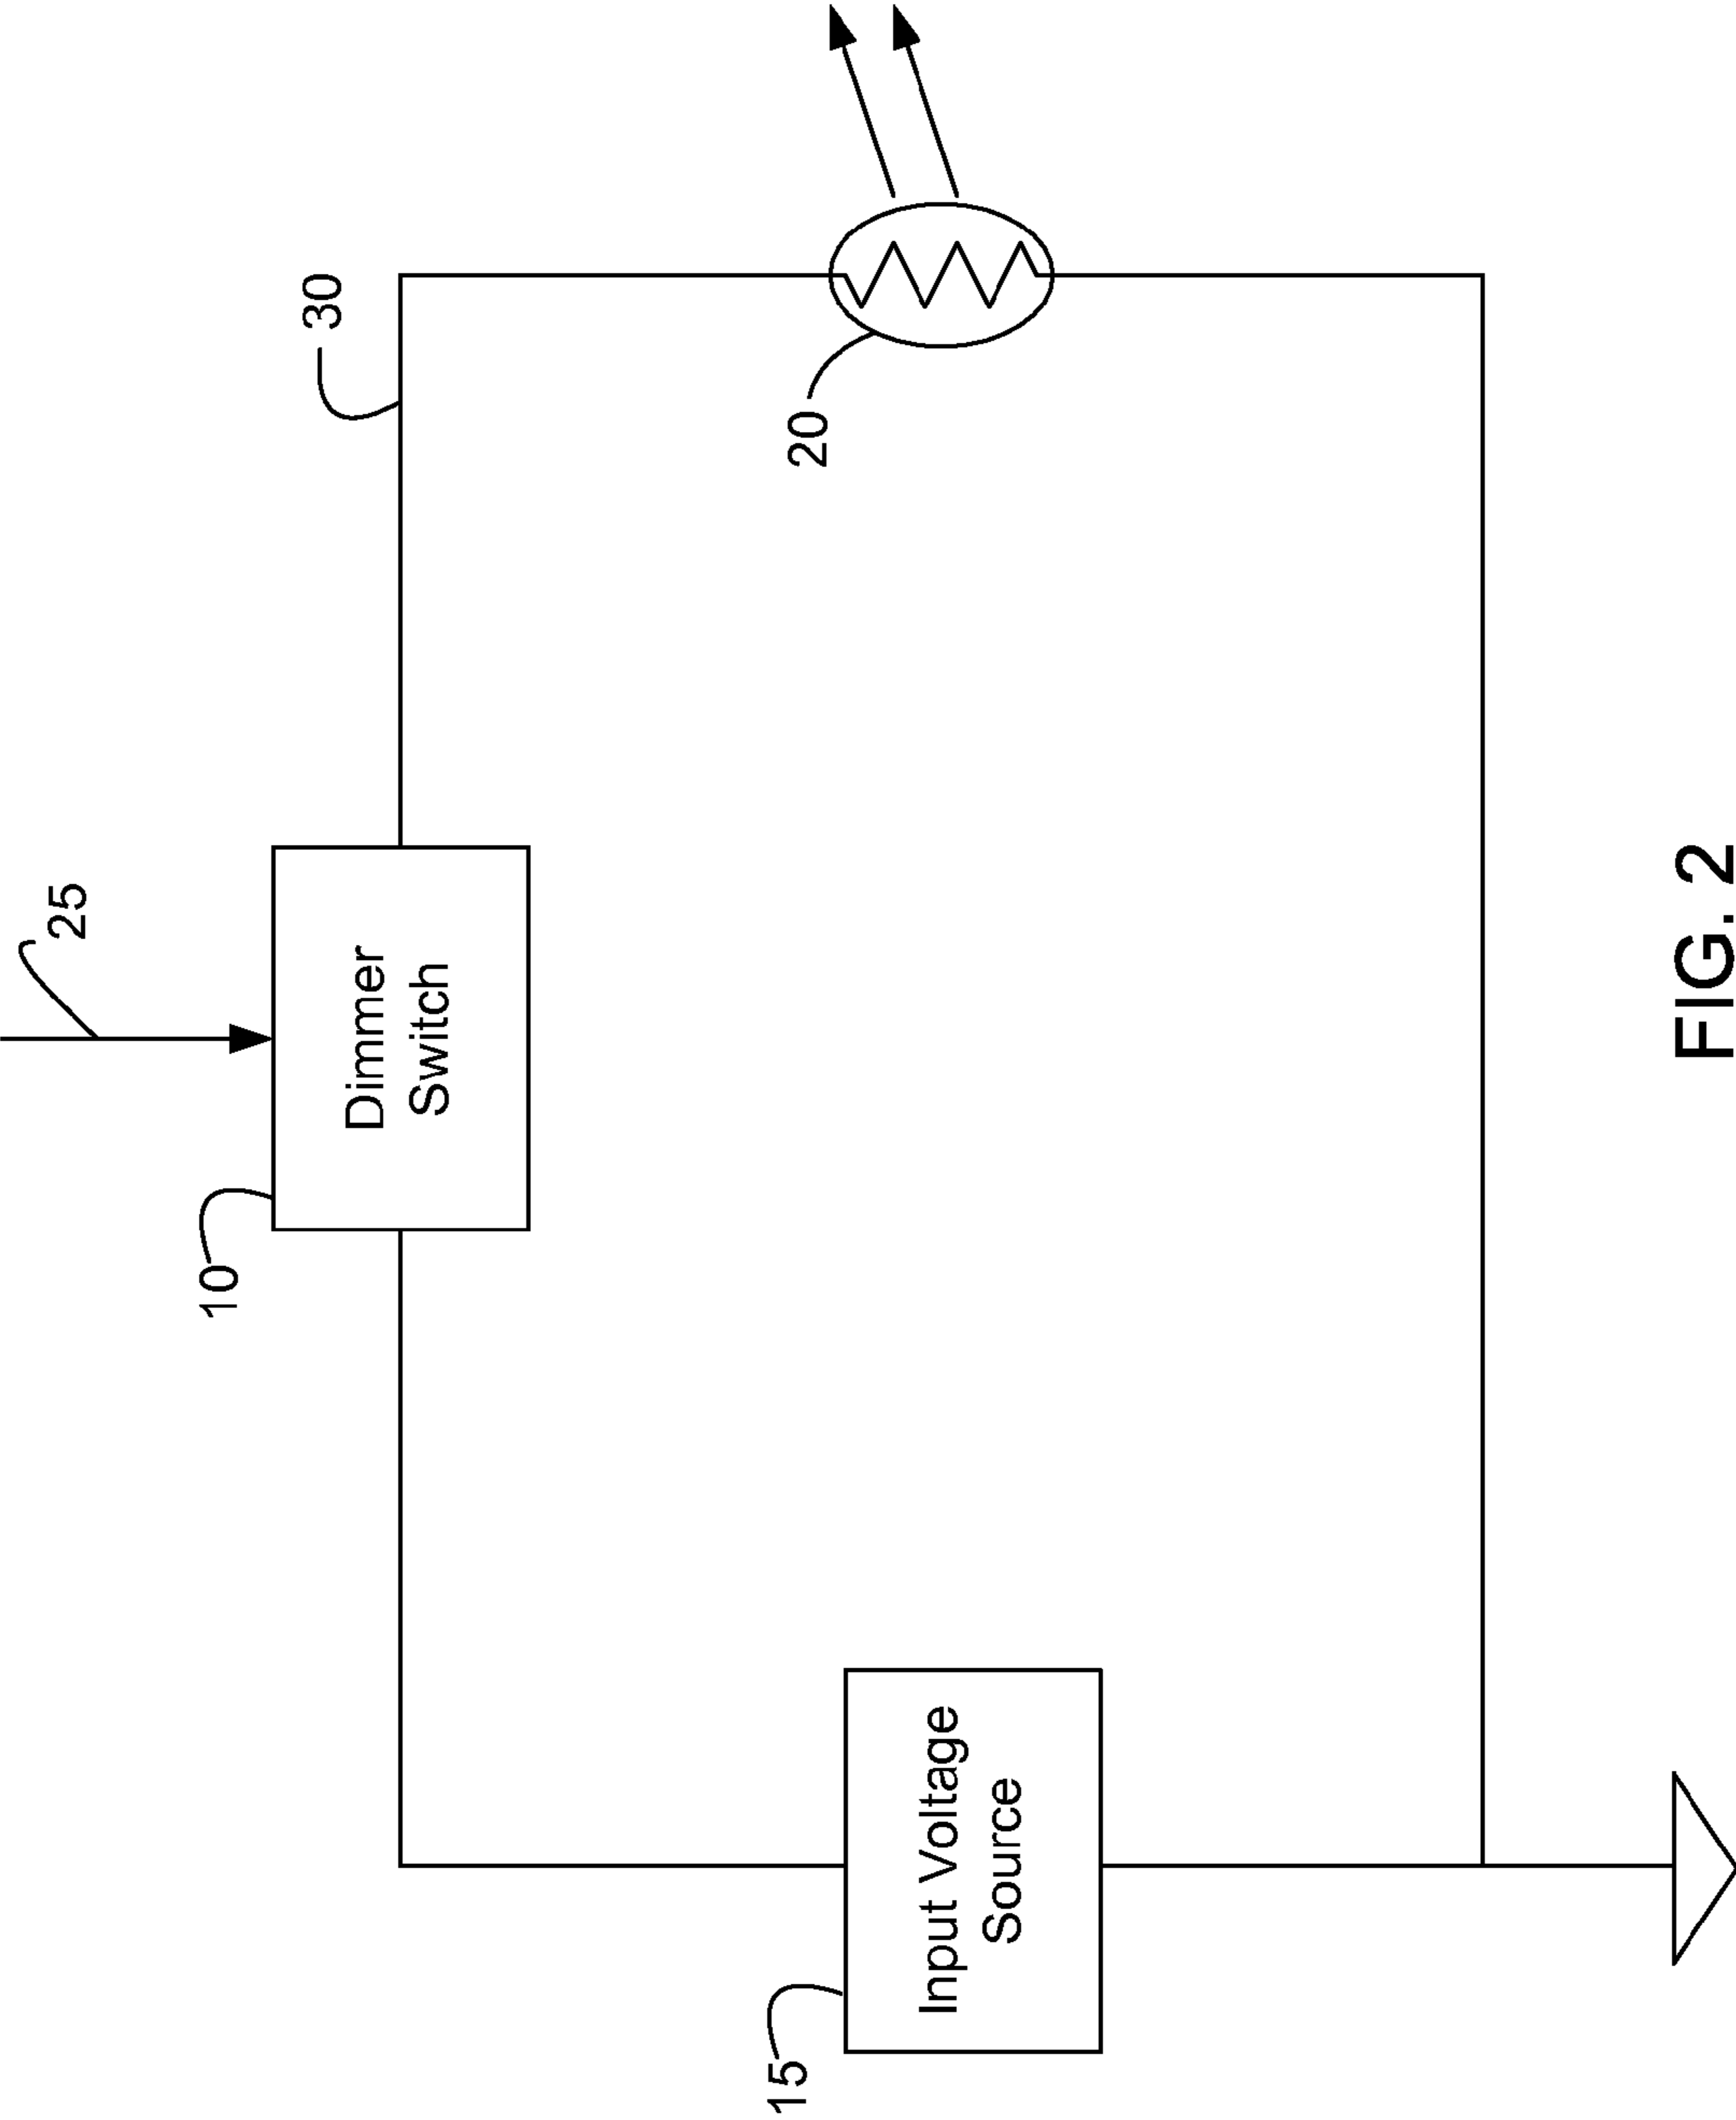 25
10
Dimmer
Switch
30
15
Input Voltage
Source
20
FIG. 2